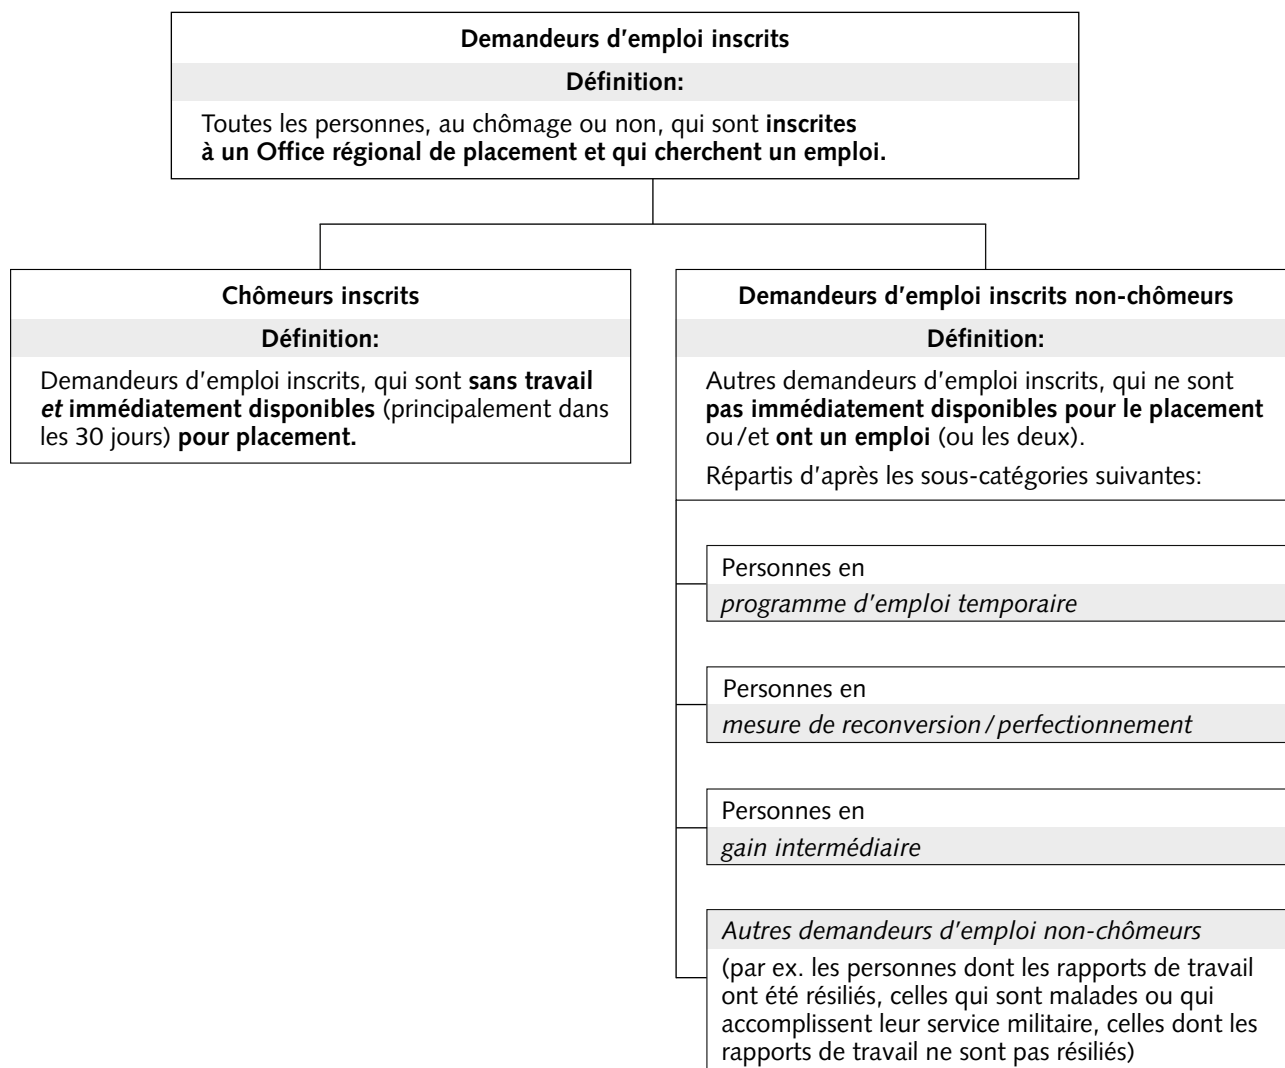 Demandeurs d'emploi inscrits
Définition:
Toutes les personnes, au chômage ou non, qui sont inscrites
à un Office régional de placement et qui cherchent un emploi.
Chômeurs inscrits
Définition:
Demandeurs d'emploi inscrits, qui sont sans travail
et immédiatement disponibles (principalement dans
les 30 jours) pour placement.
Demandeurs d'emploi inscrits non-chômeurs
Définition:
Autres demandeurs d'emploi inscrits, qui ne sont
pas immédiatement disponibles pour le placement
ou/et ont un emploi (ou les deux).
Répartis d'après les sous-catégories suivantes:
Personnes en
programme d'emploi temporaire
Personnes en
mesure de reconversion/perfectionnement
Personnes en
gain intermédiaire
Autres demandeurs d'emploi non-chômeurs
(par ex. les personnes dont les rapports de travail
ont été résiliés, celles qui sont malades ou qui
accomplissent leur service militaire, celles dont les
rapports de travail ne sont pas résiliés)